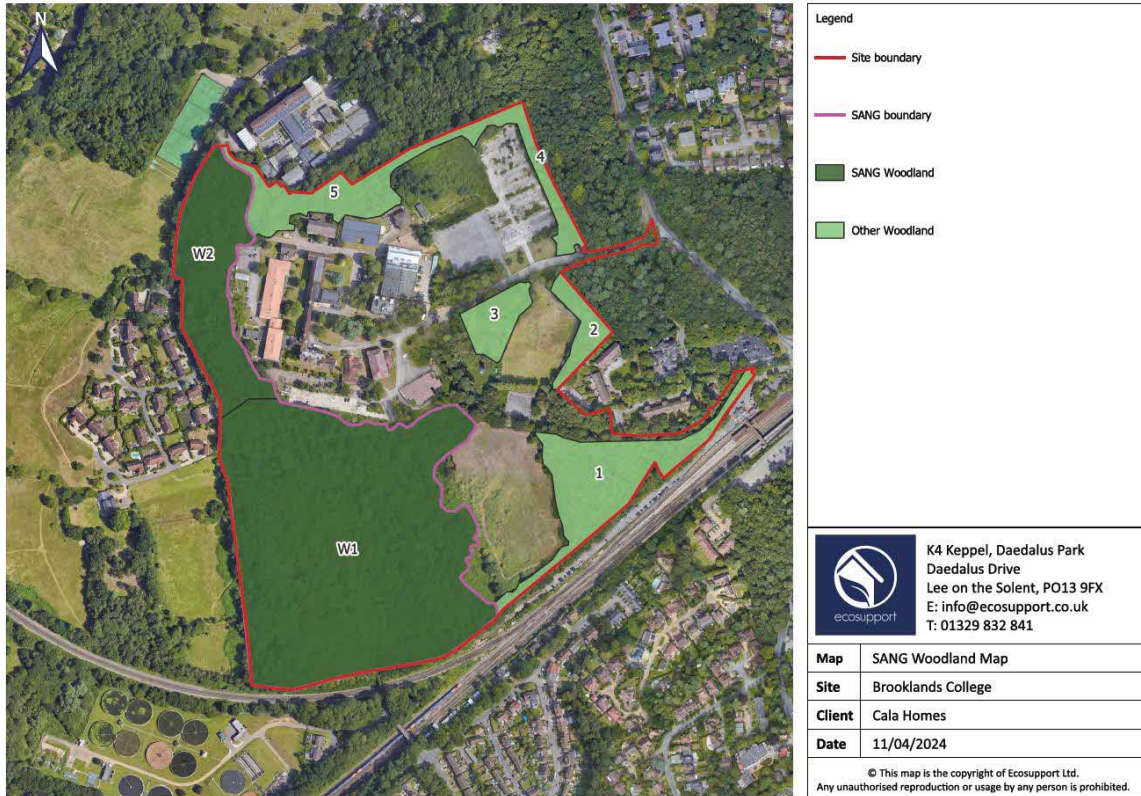 N
5
4
W2
3
2
1
W1
Legend
Site boundary
SANG boundary
SANG Woodland
Other Woodland
ecosupport
K4 Keppel, Daedalus Park
Daedalus Drive
Lee on the Solent, PO13 9FX
E: info@ecosupport.co.uk
T: 01329 832 841
Map SANG Woodland Map
Site Brooklands College
Client Cala Homes
Date 11/04/2024
© This map is the copyright of Ecosupport Ltd.
Any unauthorised reproduction or usage by any person is prohibited.